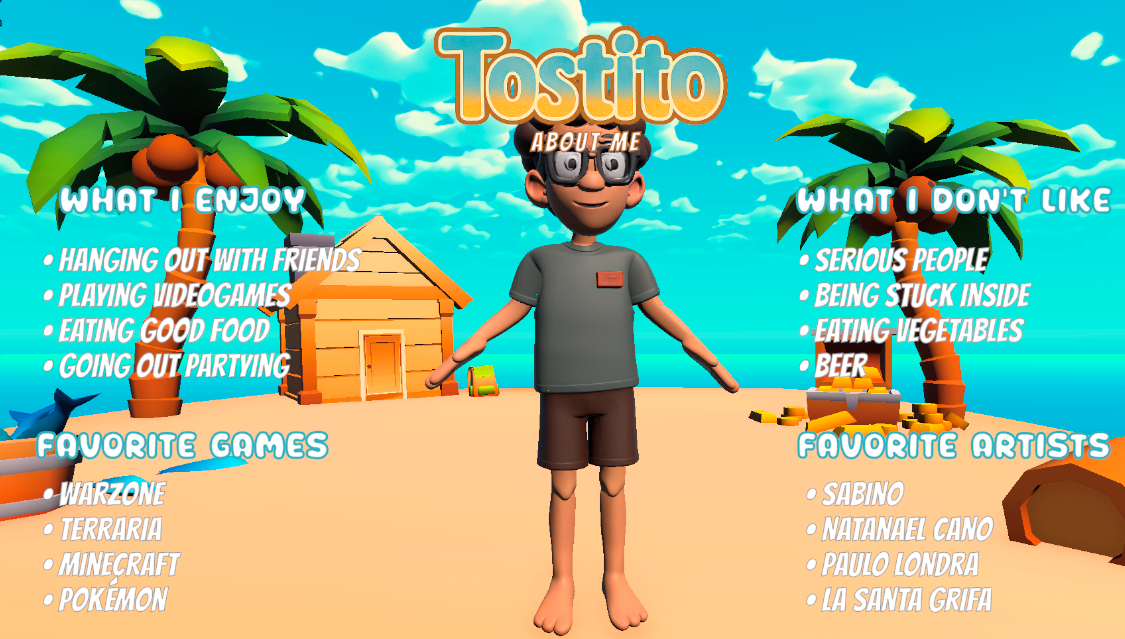 Tostito
ABOUT ME
WHAT I ENJOY
• HANGING OUT WITH FRIENDS
• PLAYING VIDEOGAMES
• EATING GOOD FOOD
• GOING OUT PARTYING
WHAT I DON'T LIKE
• SERIOUS PEOPLE
• BEING STUCK INSIDE
• EATING VEGETABLES
• BEER
FAVORITE GAMES
• WARZONE
• TERRARIA
• MINECRAFT
• POKÉMON
FAVORITE ARTISTS
• SABINO
• NATANAEL CANO
• PAULO LONDRA
• LA SANTA GRIFA